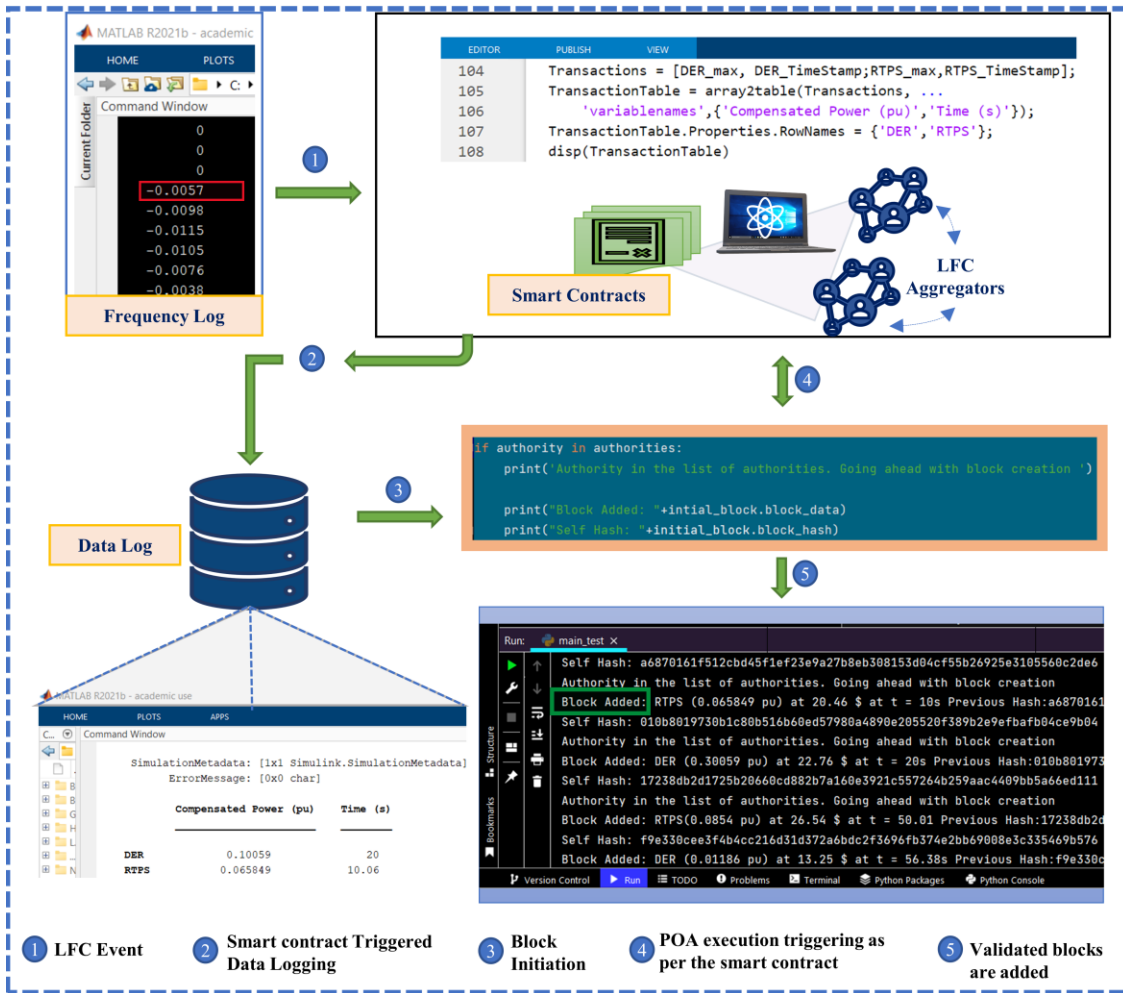 MATLAB R2021b - academic
HOME PLOTS
C:
Current Folder
Command Window
0
0
0
-0.0057
-0.0098
-0.0115
-0.0105
-0.0076
-0.0038
Frequency Log
1
EDITOR PUBLISH VIEW
104 Transactions = [DER_max, DER_TimeStamp;RTPS_max,RTPS_TimeStamp];
105 TransactionTable = array2table(Transactions, ...
106 'variablenames',{'Compensated Power (pu)','Time (s)'});
107 TransactionTable.Properties.RowNames = {'DER','RTPS'};
108 disp(TransactionTable)
Smart Contracts
LFC
Aggregators
2
4
if authority in authorities:
print('Authority in the list of authorities. Going ahead with block creation ')
print("Block Added: "+intial_block.block_data)
print("Self Hash: "+initial_block.block_hash)
3
Data Log
5
MATLAB R2021b - academic use
HOME PLOTS APPS
C... Command Window
SimulationMetadata: [1x1 Simulink.SimulationMetadata]
ErrorMessage: [0x0 char]
Compensated Power (pu) Time (s)
DER 0.10059 20
RTPS 0.065849 10.06
B
B
G
H
L
...
N
Run: main_test
Structure
Bookmarks
Self Hash: a6870161f512cbd45f1ef23e9a27b8eb308153d04cf55b26925e3105560c2de6
Authority in the list of authorities. Going ahead with block creation
Block Added: RTPS (0.065849 pu) at 20.46 $ at t = 10s Previous Hash:a6870161
Self Hash: 010b8019730b1c80b516b60ed57980a4890e205520f389b2e9efbafb04ce9b04
Authority in the list of authorities. Going ahead with block creation
Block Added: DER (0.30059 pu) at 22.76 $ at t = 20s Previous Hash:010b801973
Self Hash: 17238db2d1725b20660cd882b7a160e3921c557264b259aac4409bb5a66ed111
Authority in the list of authorities. Going ahead with block creation
Block Added: RTPS(0.0854 pu) at 26.54 $ at t = 50.01 Previous Hash:17238db2d
Self Hash: f9e330cee3f4b4cc216d31d372a6bdc2f3696fb374e2bb69008e3c335469b576
Block Added: DER (0.01186 pu) at 13.25 $ at t = 56.38s Previous Hash:f9e330c
Version Control Run TODO Problems Terminal Python Packages Python Console
1 LFC Event
2 Smart contract Triggered
Data Logging
3 Block
Initiation
4 POA execution triggering as
per the smart contract
5 Validated blocks
are added